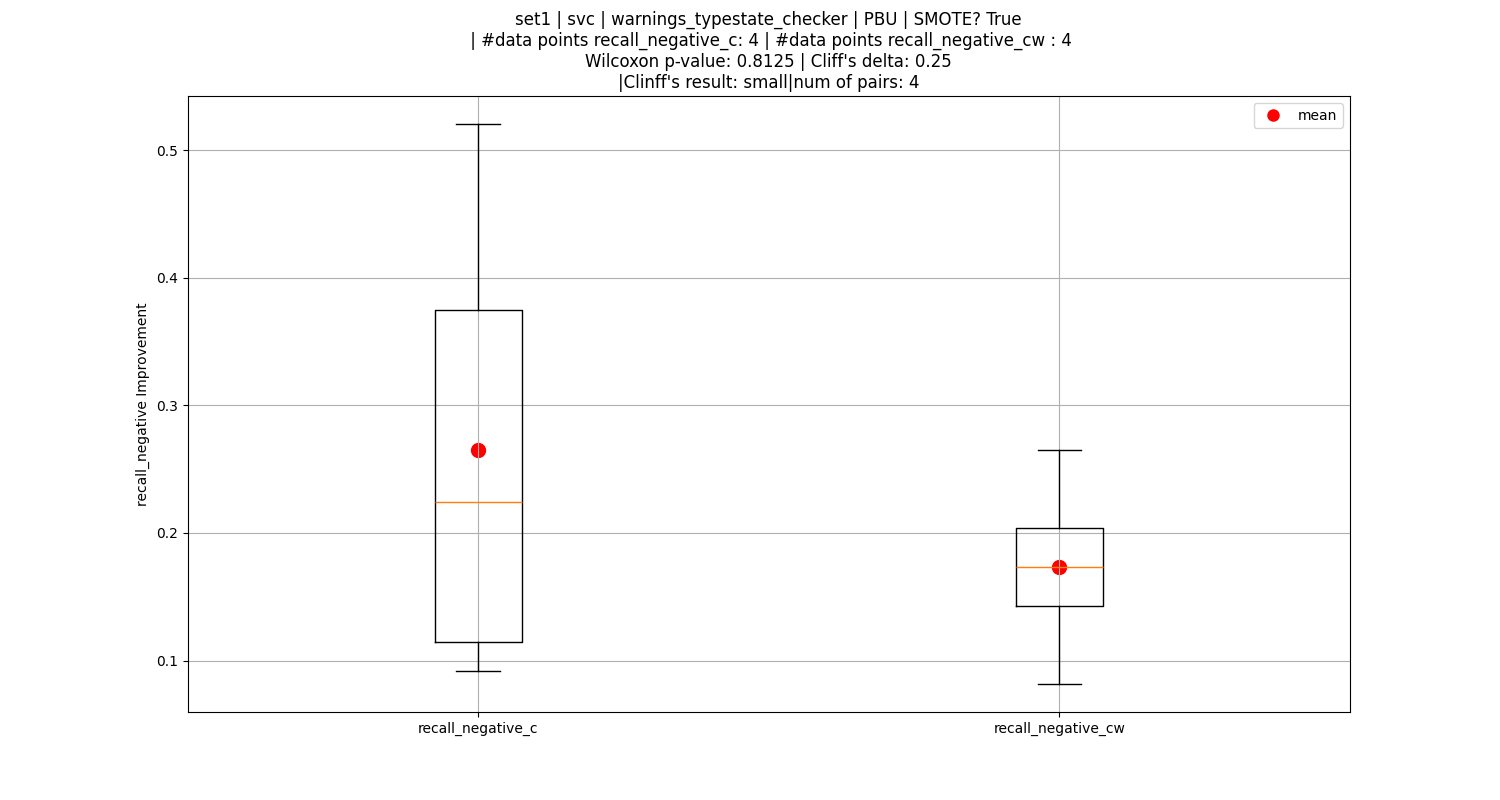 set1 | svc | warnings_typestate_checker | PBU | SMOTE? True
| #data points recall_negative_c: 4 | #data points recall_negative_cw : 4
Wilcoxon p-value: 0.8125 | Cliff's delta: 0.25
|Clinff's result: small|num of pairs: 4
mean
0.5
0.4
0.3
0.2
0.1
recall_negative Improvement
recall_negative_c
recall_negative_cw